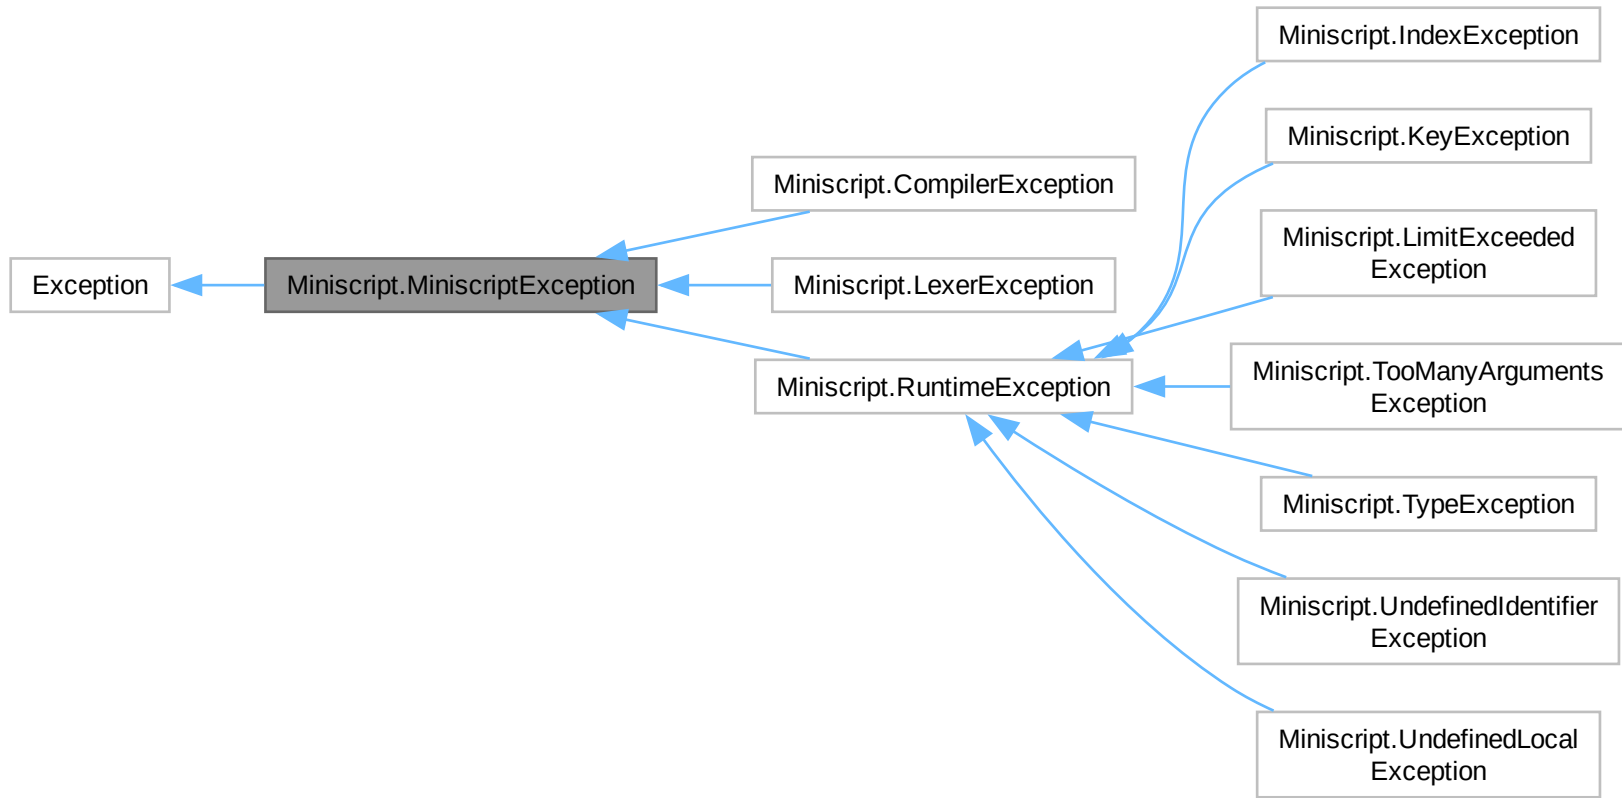 Exception
Miniscript.MiniscriptException
Miniscript.CompilerException
Miniscript.LexerException
Miniscript.RuntimeException
Miniscript.IndexException
Miniscript.KeyException
Miniscript.LimitExceeded
Exception
Miniscript.TooManyArguments
Exception
Miniscript.TypeException
Miniscript.UndefinedIdentifier
Exception
Miniscript.UndefinedLocal
Exception